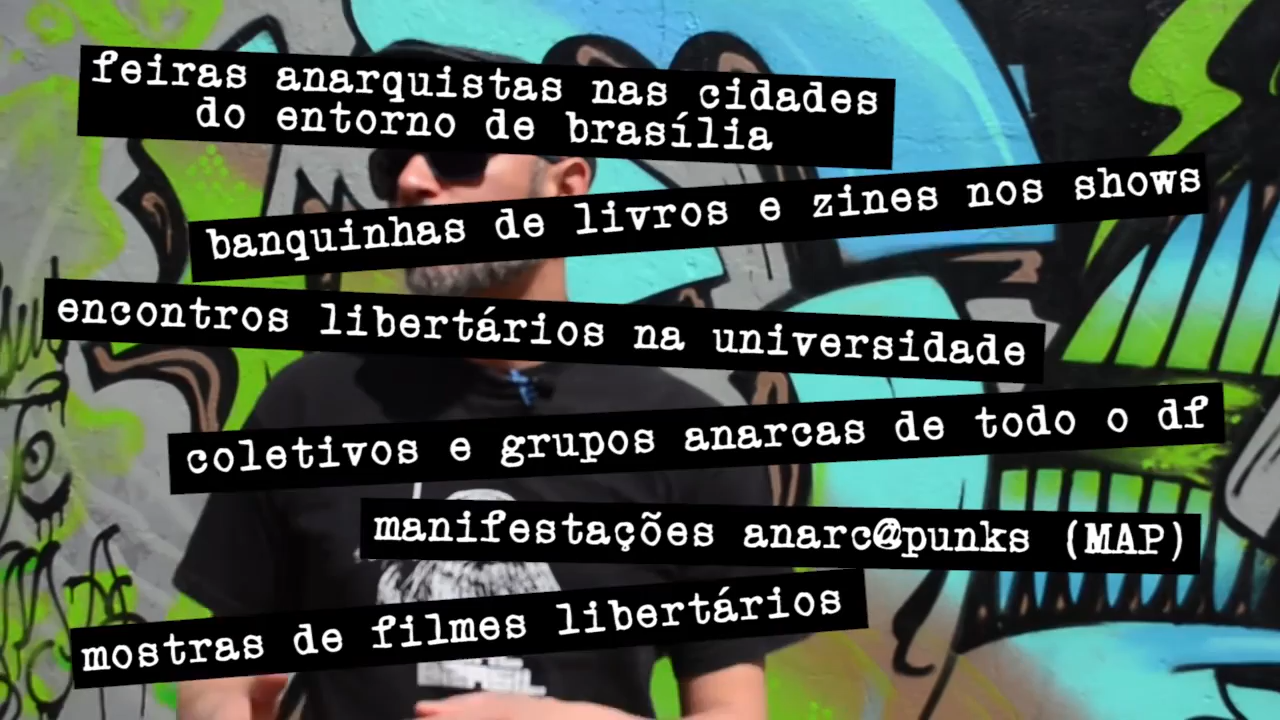 feiras anarquistas nas cidades
do entorno de brasília
banquinhas de livros e zines nos shows
encontros libertários na universidade
coletivos e grupos anarcas de todo o df
manifestações anarc@punks (MAP)
mostras de filmes libertários
BRASIL